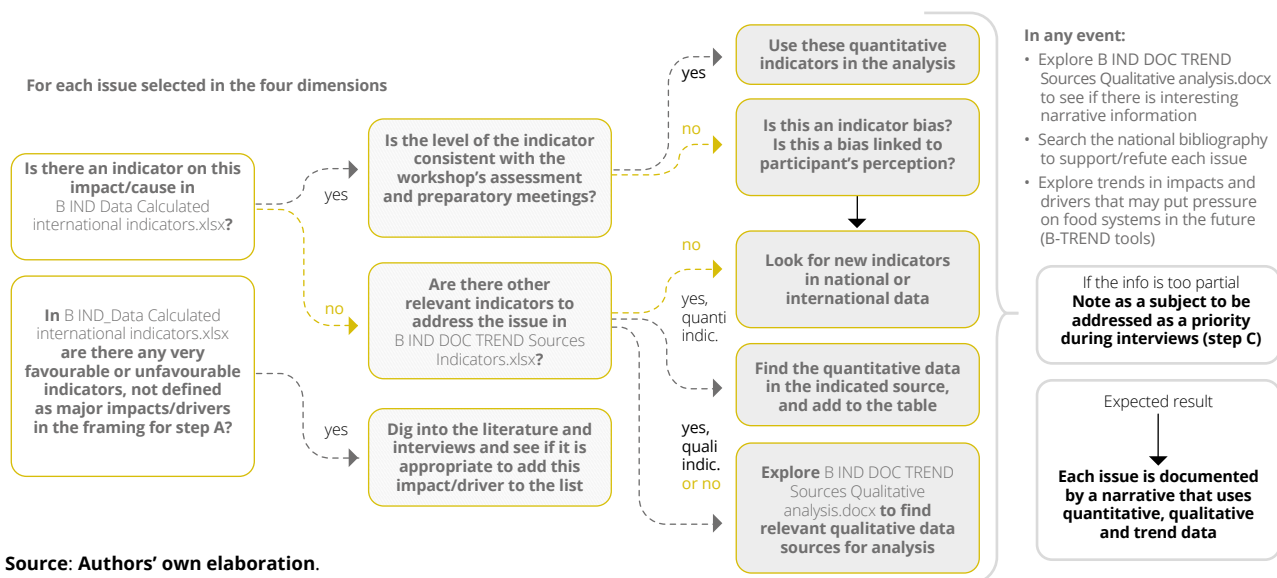 For each issue selected in the four dimensions
Is there an indicator on this
impact/cause in
B IND Data Calculated
international indicators.xlsx?
In B IND_Data Calculated
international indicators.xlsx
are there any very
favourable or unfavourable
indicators, not defined
as major impacts/drivers
in the framing for step A?
yes
no
yes
Is the level of the indicator
consistent with the
workshop's assessment
and preparatory meetings?
Are there other
relevant indicators to
address the issue in
B IND DOC TREND Sources
Indicators.xlsx?
Dig into the literature and
interviews and see if it is
appropriate to add this
impact/driver to the list
yes
no
no
yes,
quanti
indic.
yes,
quali
indic.
or no
Use these quantitative
indicators in the analysis
Is this an indicator bias?
Is this a bias linked to
participant's perception?
Look for new indicators
in national or
international data
Find the quantitative data
in the indicated source,
and add to the table
Explore B IND DOC TREND
Sources Qualitative
analysis.docx to find
relevant qualitative data
sources for analysis
In any event:
• Explore B IND DOC TREND
Sources Qualitative analysis.docx
to see if there is interesting
narrative information
• Search the national bibliography
to support/refute each issue
• Explore trends in impacts and
drivers that may put pressure
on food systems in the future
(B-TREND tools)
If the info is too partial
Note as a subject to be
addressed as a priority
during interviews (step C)
Expected result
Each issue is documented
by a narrative that uses
quantitative, qualitative
and trend data
Source: Authors' own elaboration.